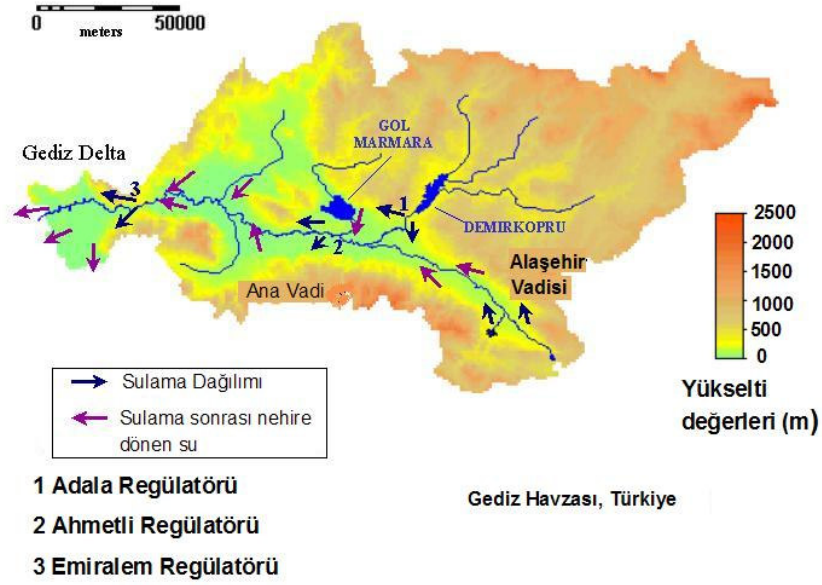 0 50000
meters
GOL
MARMARA
Gediz Delta
3
1
DEMIRKOPRU
2
Alaşehir
Vadisi
Ana Vadi
2500
2000
1500
1000
500
0
Yükselti
değerleri (m)
Sulama Dağılımı
Sulama sonrası nehire
dönen su
1 Adala Regülatörü
2 Ahmetli Regülatörü
3 Emiralem Regülatörü
Gediz Havzası, Türkiye